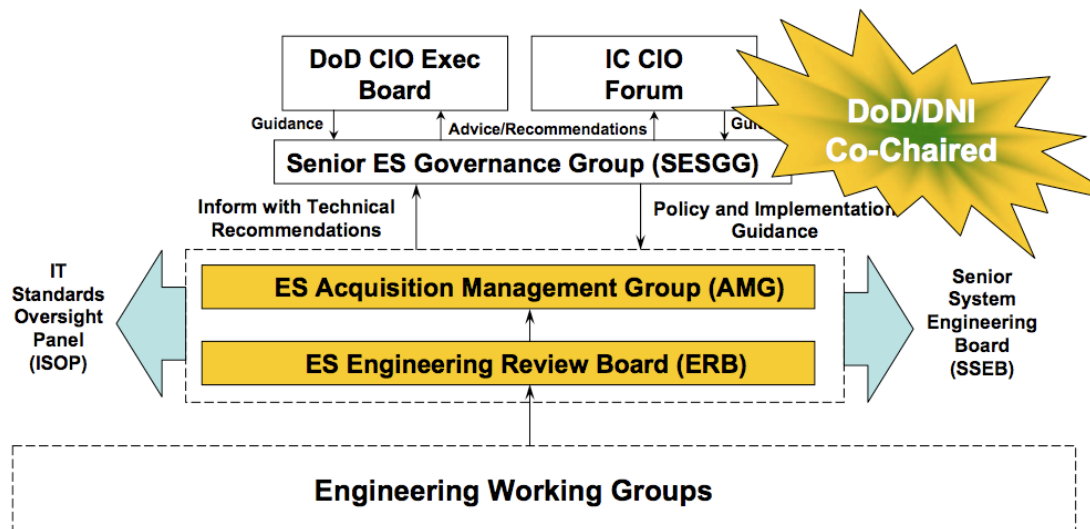 DoD CIO Exec
Board
IC CIO
Forum
DoD/DNI
Co-Chaired
Guidance
Advice/Recommendations
Senior ES Governance Group (SESGG)
Inform with Technical
Recommendations
Policy and Implementation
Guidance
IT
Standards
Oversight
Panel
(ISOP)
ES Acquisition Management Group (AMG)
ES Engineering Review Board (ERB)
Senior
System
Engineering
Board
(SSEB)
Engineering Working Groups